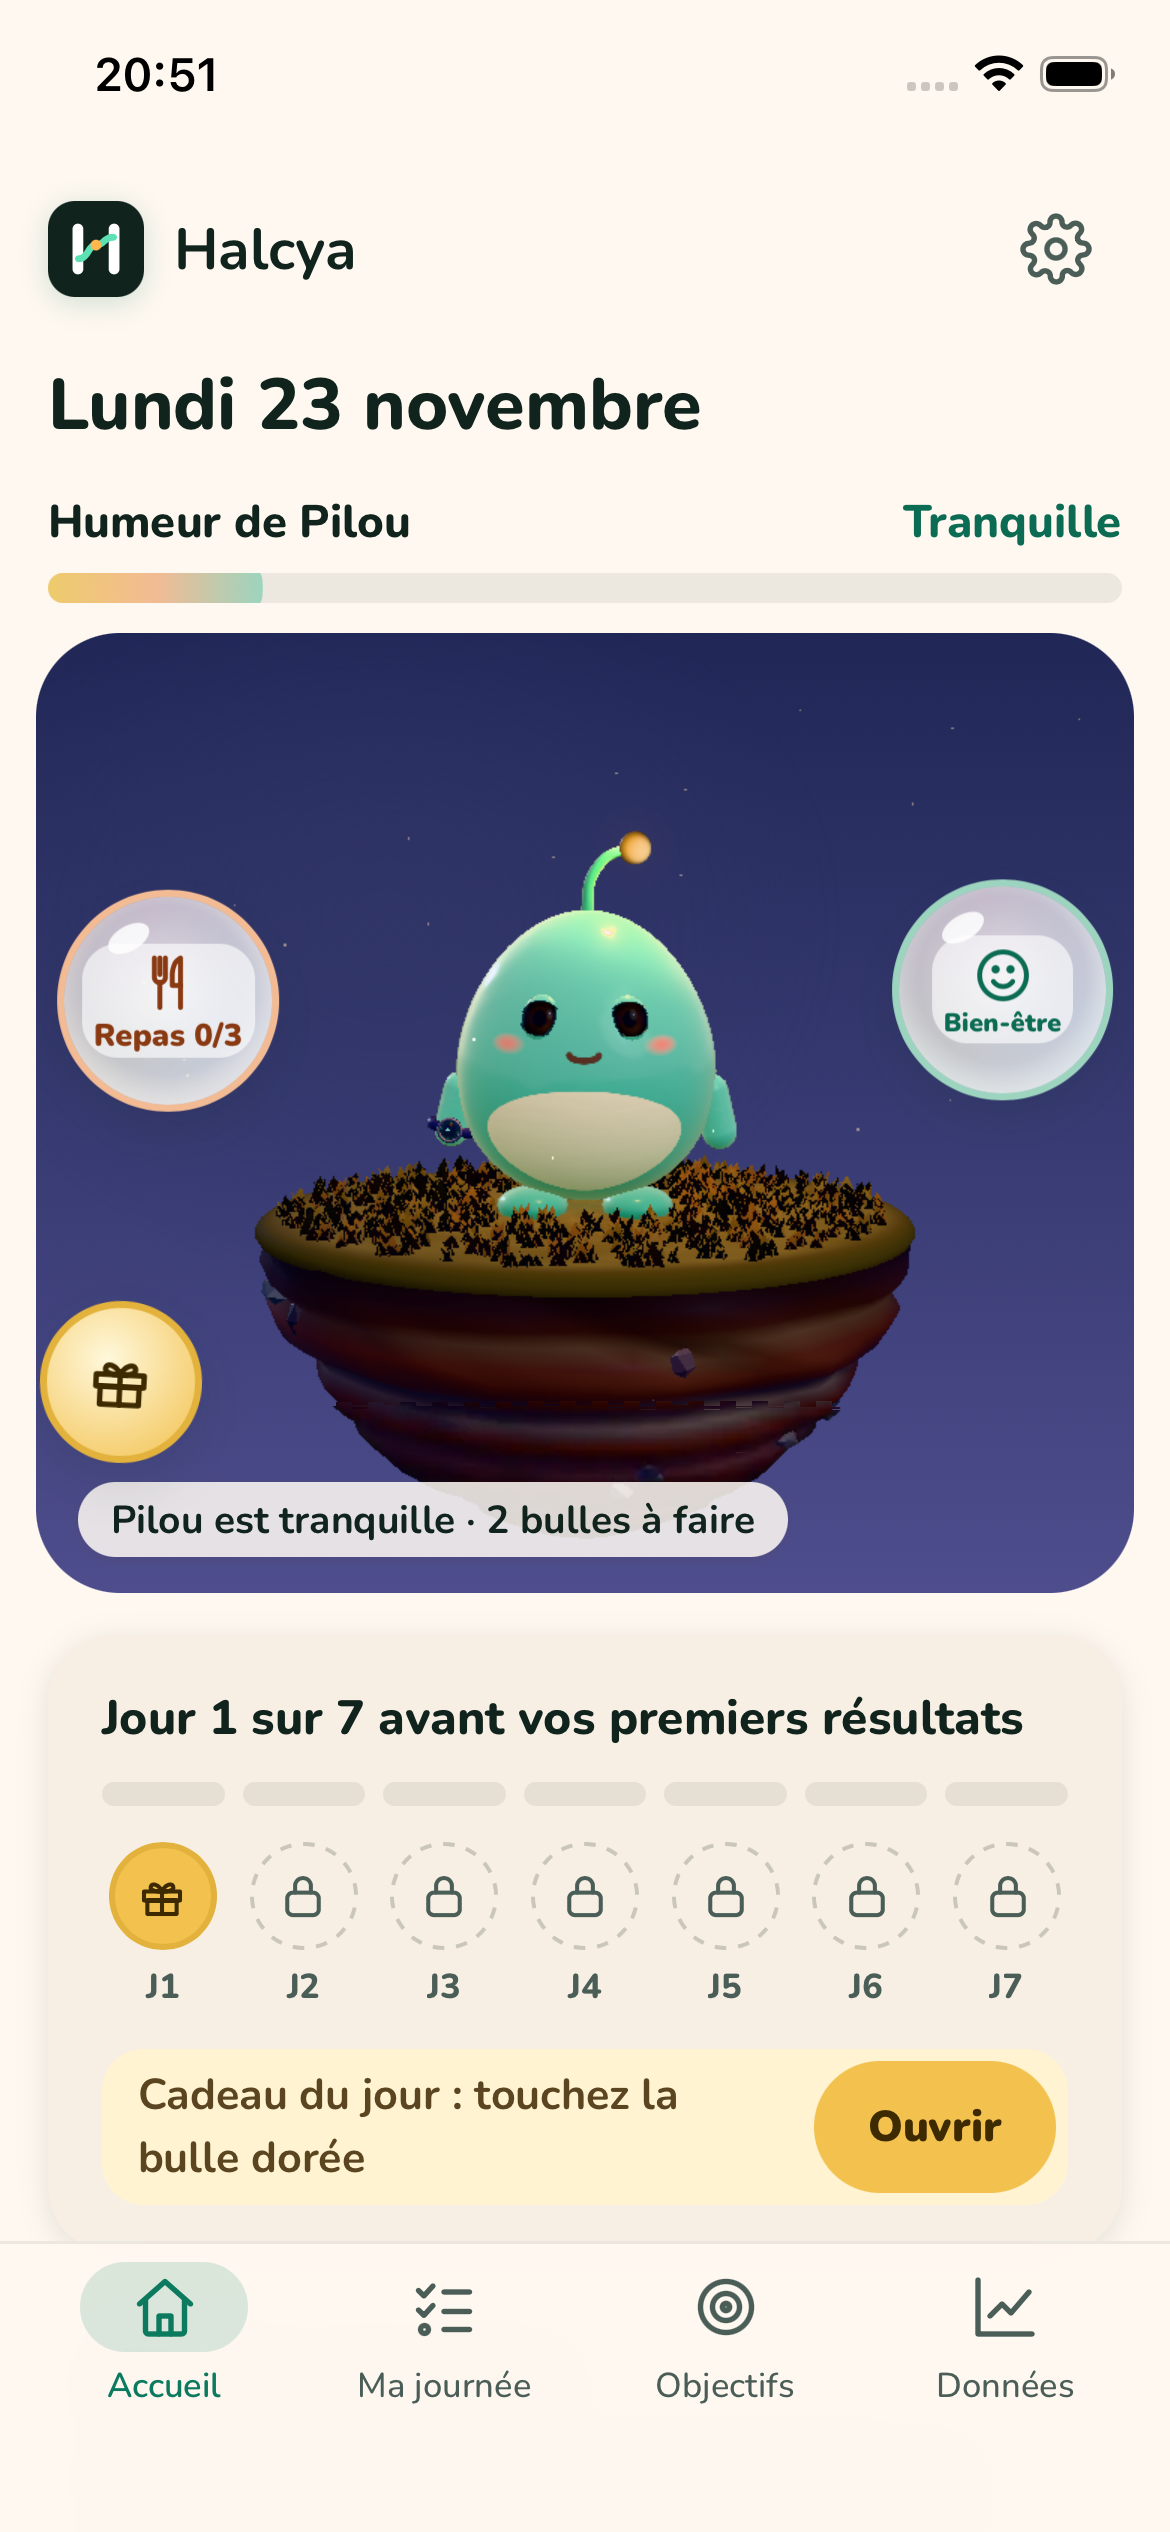 20:51
Halcya
Lundi 23 novembre
Humeur de Pilou
Tranquille
Repas 0/3
Bien-être
Pilou est tranquille · 2 bulles à faire
Jour 1 sur 7 avant vos premiers résultats
J1 J2 J3 J4 J5 J6 J7
Cadeau du jour : touchez la
bulle dorée
Ouvrir
Accueil
Ma journée
Objectifs
Données